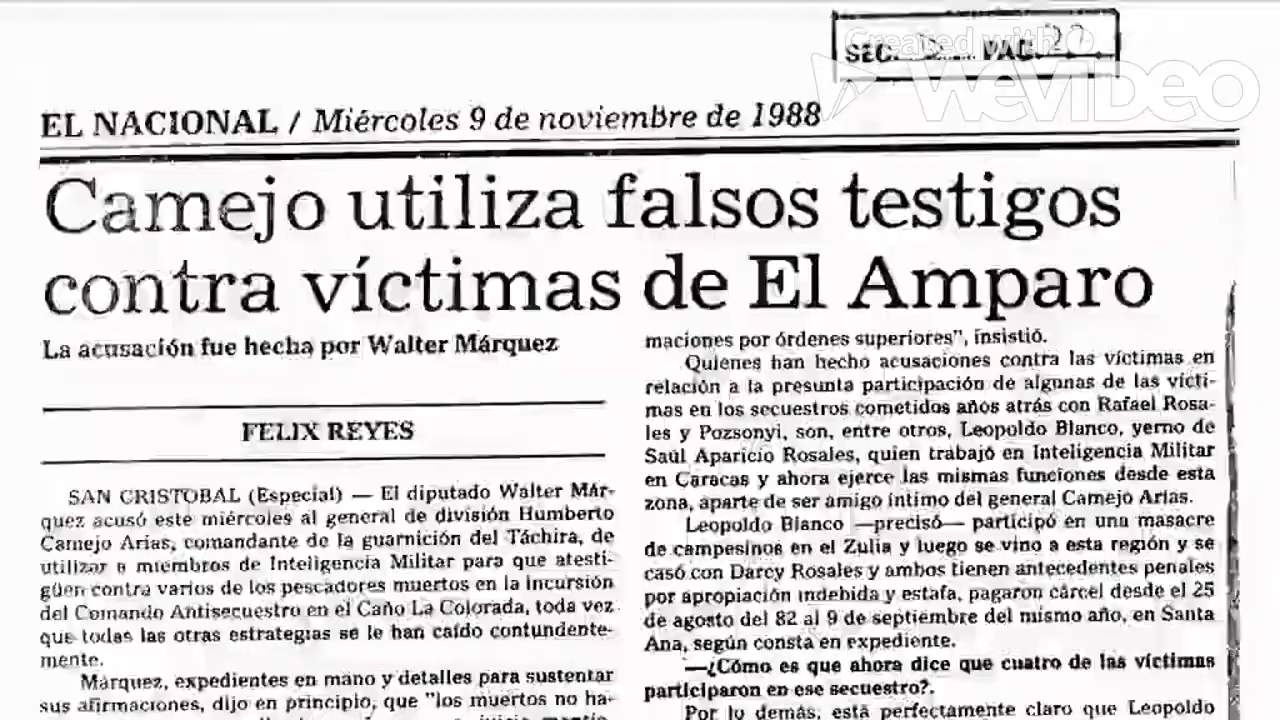 Created with
WEVIDEO
SEC. PAG. 22
EL NACIONAL / Miércoles 9 de noviembre de 1988
Camejo utiliza falsos testigos
contra víctimas de El Amparo
La acusación fue hecha por Walter Márquez
FELIX REYES
SAN CRISTOBAL (Especial) — El diputado Walter Már-
quez acusó este miércoles al general de división Humberto
Camejo Arias, comandante de la guarnición del Táchira, de
utilizar a miembros de Inteligencia Militar para que atesti-
güen contra varios de los pescadores muertos en la incursión
del Comando Antisecuestro en el Caño La Colorada, toda vez
que todas las otras estrategias se le han caído contundente-
mente.
Márquez, expedientes en mano y detalles para sustentar
sus afirmaciones, dijo en principio, que "los muertos no ha-
maciones por órdenes superiores", insistió.
Quienes han hecho acusaciones contra las víctimas en
relación a la presunta participación de algunas de las vícti-
mas en los secuestros cometidos años atrás con Rafael Rosa-
les y Pozsonyi, son, entre otros, Leopoldo Blanco, yerno de
Saúl Aparicio Rosales, quien trabajó en Inteligencia Militar
en Caracas y ahora ejerce las mismas funciones desde esta
zona, aparte de ser amigo íntimo del general Camejo Arias.
Leopoldo Blanco —precisó— participó en una masacre
de campesinos en el Zulia y luego se vino a esta región y se
casó con Darcy Rosales y ambos tienen antecedentes penales
por apropiación indebida y estafa, pagaron cárcel desde el 25
de agosto del 82 al 9 de septiembre del mismo año, en Santa
Ana, según consta en expediente.
—¿Cómo es que ahora dice que cuatro de las víctimas
participaron en ese secuestro?.
Por lo demás, está perfectamente claro que Leopoldo